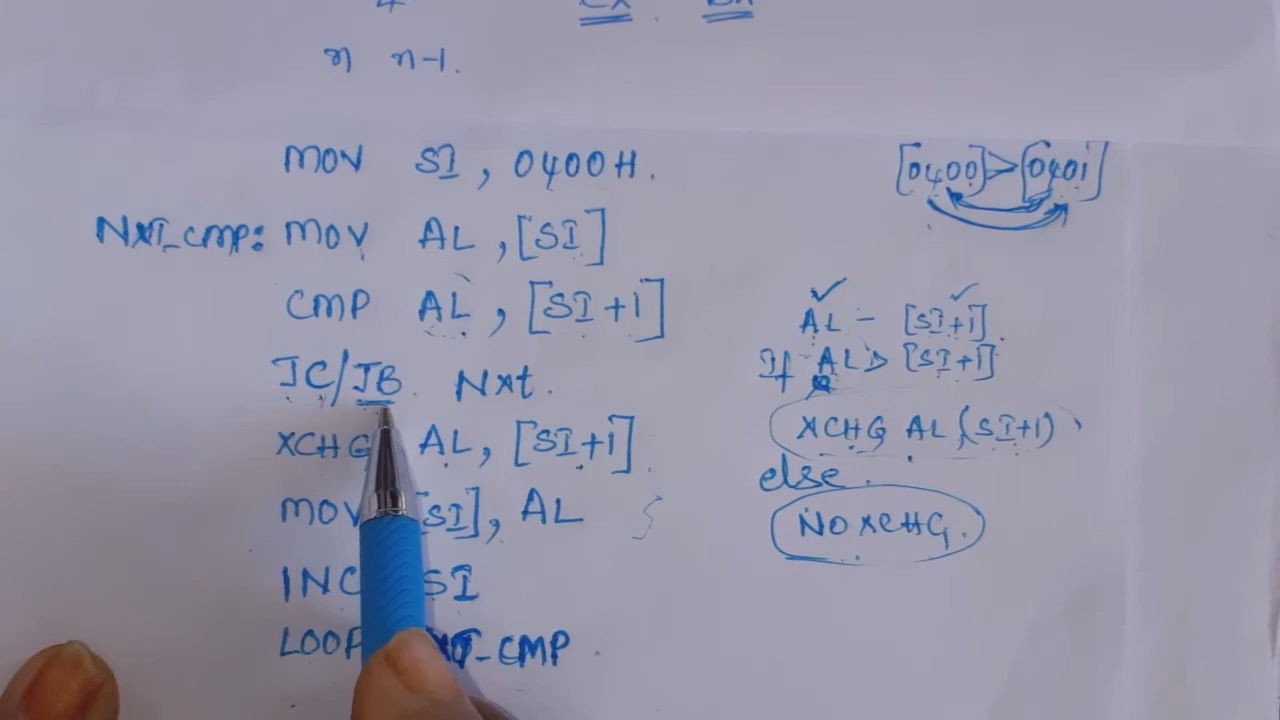 n n-1.
MOV SI, 0400H.
NXT_CMP: MOV AL, [SI]
CMP AL, [SI+1]
JC/JB. Nxt.
XCHG AL, [SI+1]
MOV [SI], AL
INC SI
LOOP _CMP.
[0400]>[0401]
AL - [SI+1].
If AL> [SI+1]
XCHG AL, (SI+1)
else.
NO XCHG.